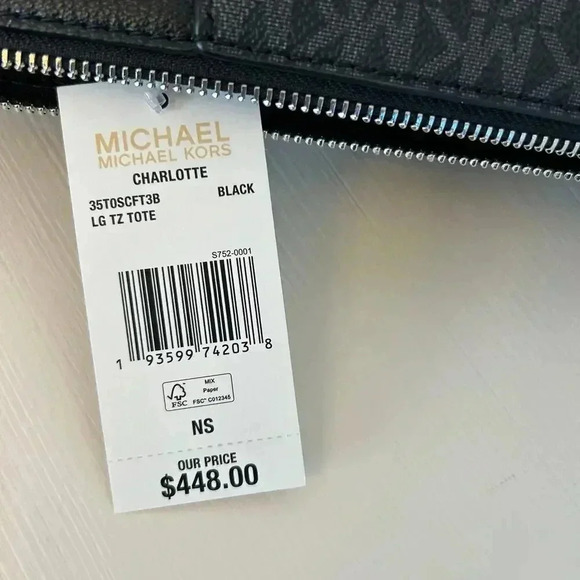 MICHAEL
MICHAEL KORS
CHARLOTTE
35T0SCFT3B BLACK
LG TZ TOTE
S752-0001
1 93599 74203 8
FSC
MIX
Paper
FSC™ C012345
NS
OUR PRICE
$448.00